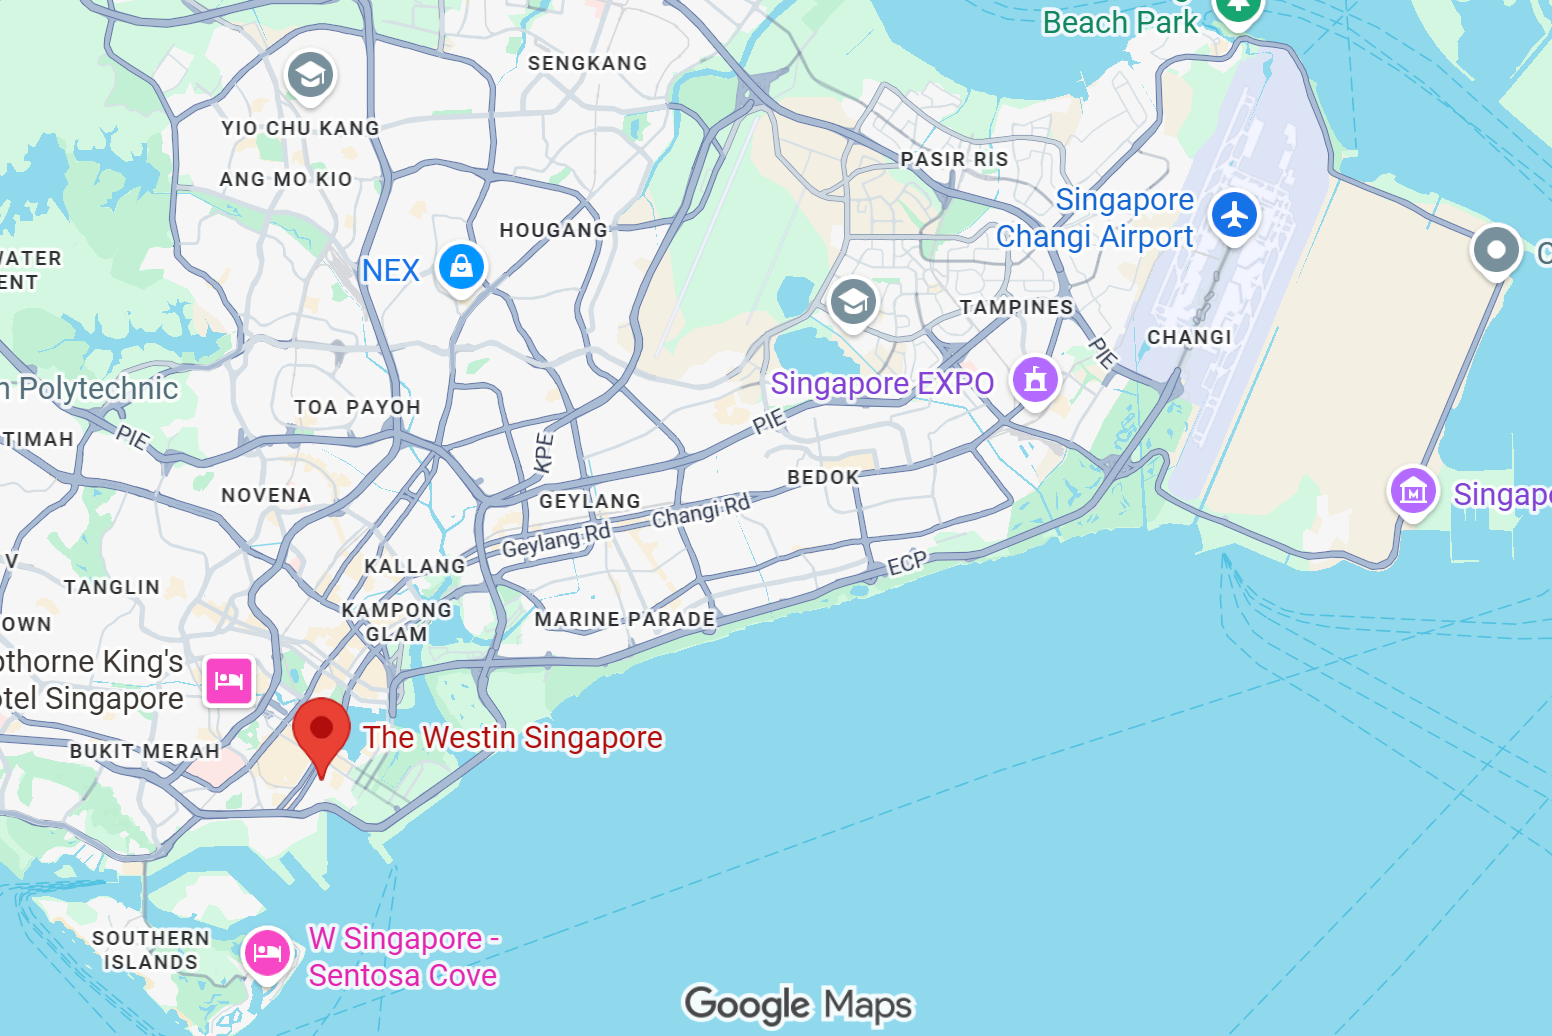 Beach Park
SENGKANG
YIO CHU KANG
PASIR RIS
ANG MO KIO
Singapore
Changi Airport
HOUGANG
WATER
ENT
NEX
C
TAMPINES
CHANGI
PIE
Singapore EXPO
n Polytechnic
TOA PAYOH
PIE
TIMAH
PIE
KPE
BEDOK
NOVENA
GEYLANG
Singapo
Changi Rd
Geylang Rd
V
KALLANG
ECP
TANGLIN
KAMPONG
GLAM
OWN
MARINE PARADE
pthorne King's
otel Singapore
The Westin Singapore
BUKIT MERAH
SOUTHERN
ISLANDS
W Singapore -
Sentosa Cove
Google Maps